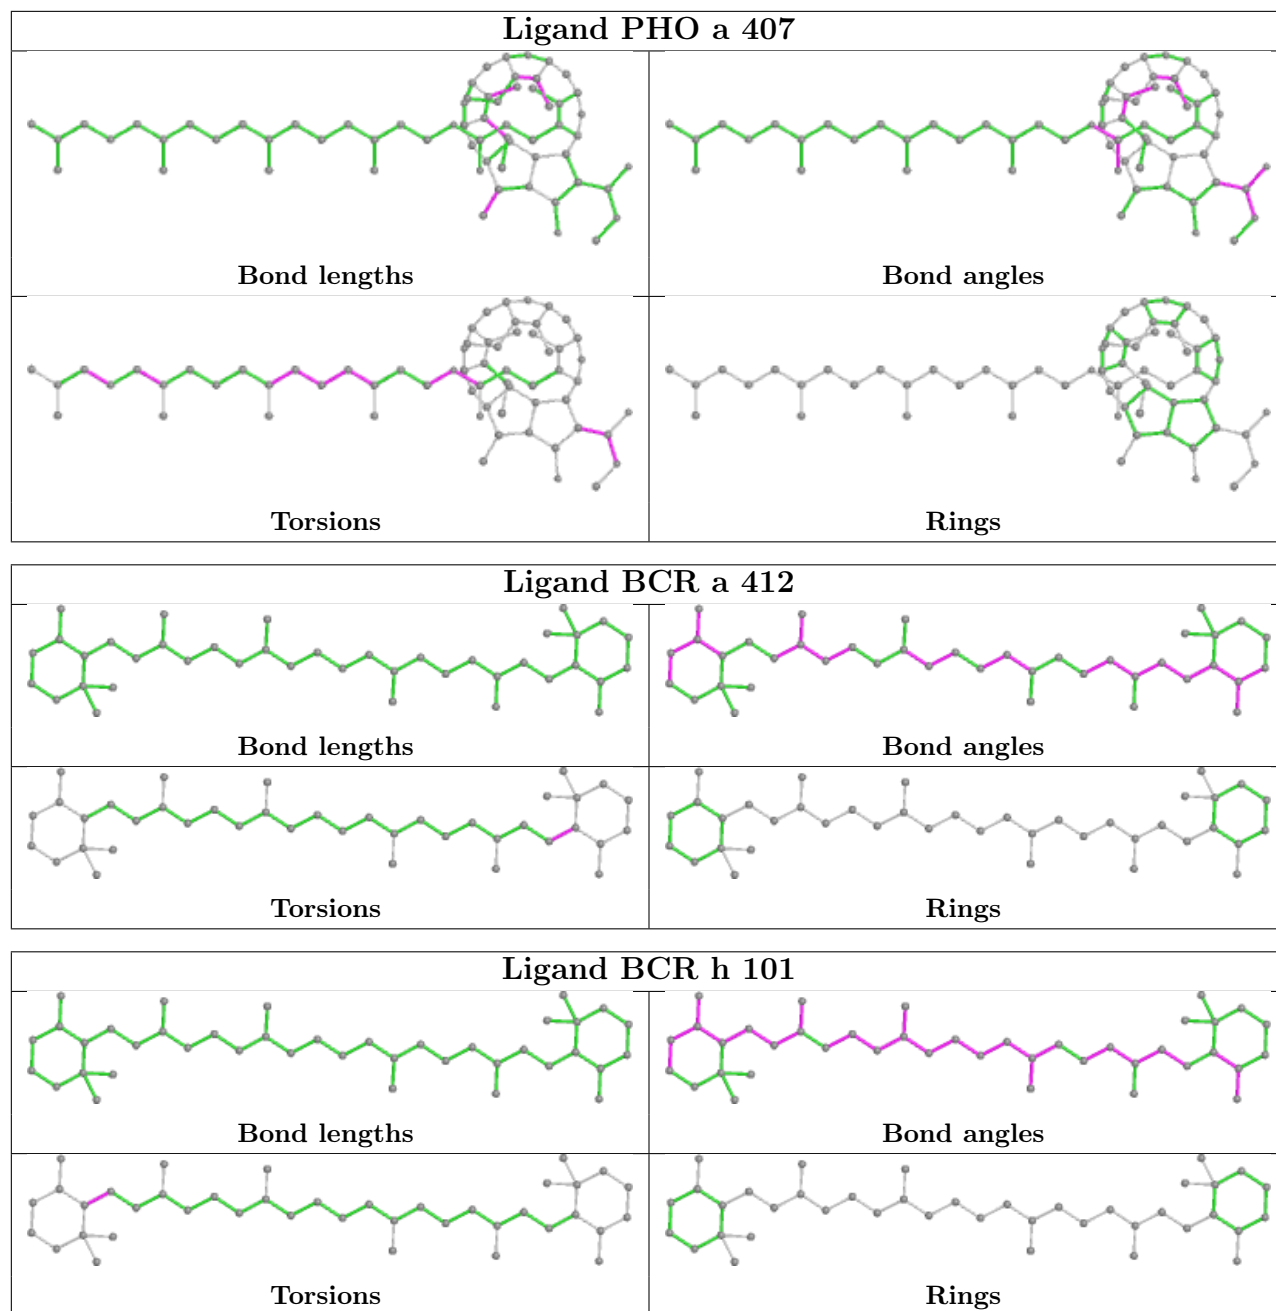 Ligand PHO a 407
Bond lengths
Bond angles
Torsions
Rings
Ligand BCR a 412
Bond lengths
Bond angles
Torsions
Rings
Ligand BCR h 101
Bond lengths
Bond angles
Torsions
Rings